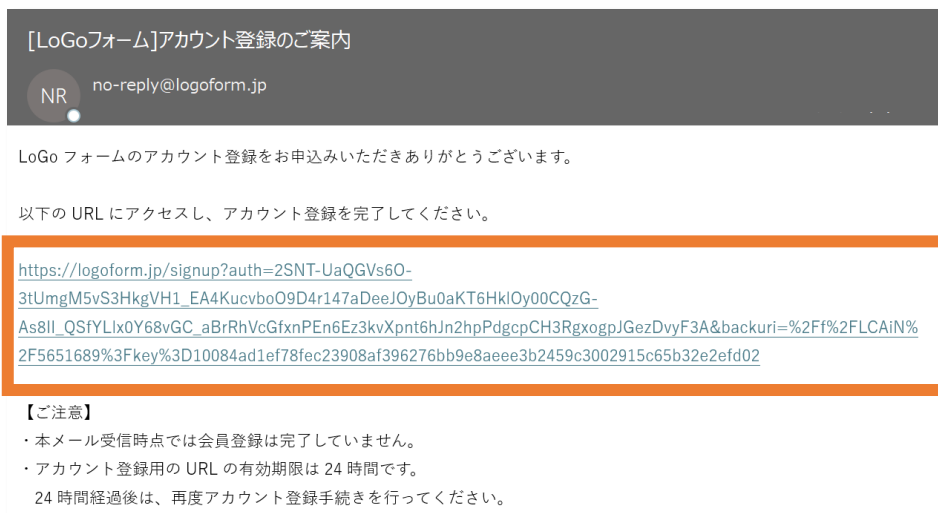 [LoGoフォーム]アカウント登録のご案内
NR
no-reply@logoform.jp
LoGo フォームのアカウント登録をお申込みいただきありがとうございます。
以下の URL にアクセスし、アカウント登録を完了してください。
https://logoform.jp/signup?auth=2SNT-UaQGVs6O-
3tUmgM5vS3HkgVH1_EA4KucvboO9D4r147aDeeJOyBu0aKT6HklOy00CQzG-
As8Il_QSfYLlx0Y68vGC_aBrRhVcGfxnPEn6Ez3kvXpnt6hJn2hpPdgcpCH3RgxogpJGezDvyF3A&backuri=%2Ff%2FLCAiN%
2F5651689%3Fkey%3D10084ad1ef78fec23908af396276bb9e8aeee3b2459c3002915c65b32e2efd02
【ご注意】
・本メール受信時点では会員登録は完了していません。
・アカウント登録用の URL の有効期限は 24 時間です。
24 時間経過後は、再度アカウント登録手続きを行ってください。